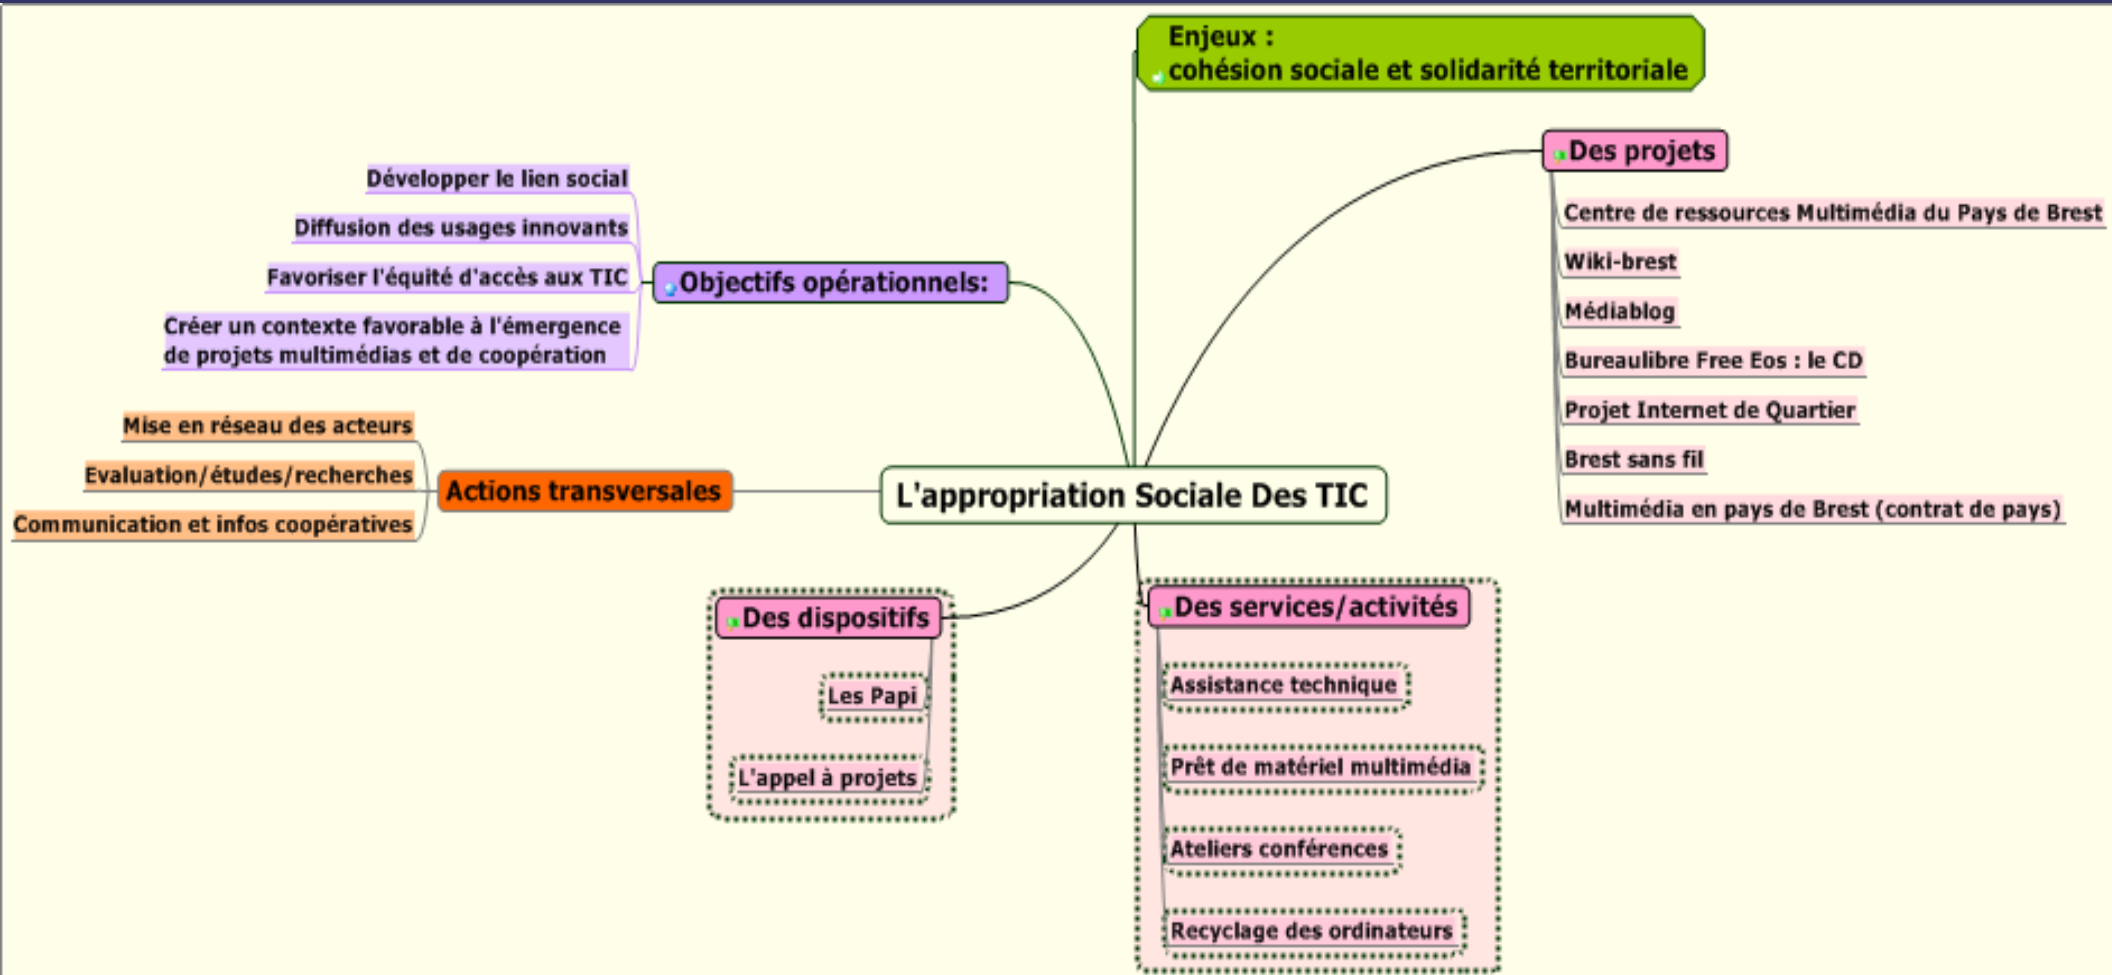 Enjeux :
cohésion sociale et solidarité territoriale
Des projets
Centre de ressources Multimédia du Pays de Brest
Wiki-brest
Médiablog
Bureaulibre Free Eos : le CD
Projet Internet de Quartier
Brest sans fil
Multimédia en pays de Brest (contrat de pays)
Développer le lien social
Diffusion des usages innovants
Favoriser l'équité d'accès aux TIC
Créer un contexte favorable à l'émergence
de projets multimédias et de coopération
Objectifs opérationnels:
Mise en réseau des acteurs
Evaluation/études/recherches
Communication et infos coopératives
Actions transversales
L'appropriation Sociale Des TIC
Des dispositifs
Les Papi
L'appel à projets
Des services/activités
Assistance technique
Prêt de matériel multimédia
Ateliers conférences
Recyclage des ordinateurs